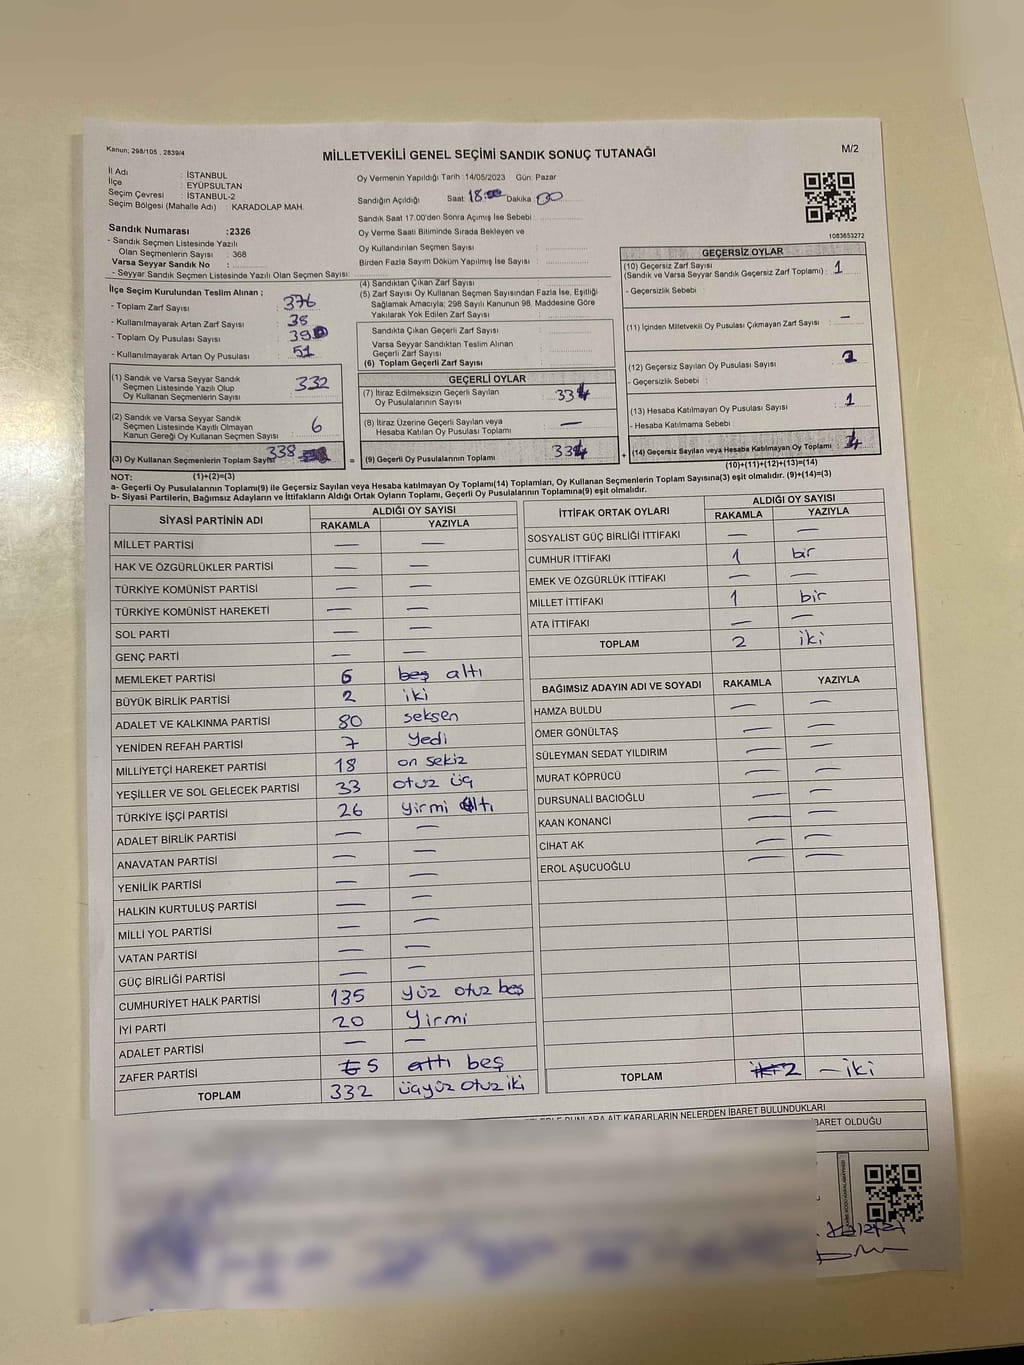 Kanun; 298/105 , 2839/4
MİLLETVEKİLİ GENEL SEÇİMİ SANDIK SONUÇ TUTANAĞI
M/2
İl Adı : İSTANBUL
İlçe : EYÜPSULTAN
Seçim Çevresi : İSTANBUL-2
Seçim Bölgesi (Mahalle Adı) : KARADOLAP MAH.
Oy Vermenin Yapıldığı Tarih :14/05/2023 Gün: Pazar
Sandığın Açıldığı Saat: 18:00 Dakika 00
Sandık Saat 17.00'den Sonra Açımış İse Sebebi :
Oy Verme Saati Bitiminde Sırada Bekleyen ve
Oy Kullandırılan Seçmen Sayısı :
Birden Fazla Sayım Döküm Yapılmış İse Sayısı :
1083653272
Sandık Numarası :2326
- Sandık Seçmen Listesinde Yazılı
Olan Seçmenlerin Sayısı : 368
Varsa Seyyar Sandık No :
- Seyyar Sandık Seçmen Listesinde Yazılı Olan Seçmen Sayısı:
İlçe Seçim Kurulundan Teslim Alınan ;
- Toplam Zarf Sayısı : 376
- Kullanılmayarak Artan Zarf Sayısı : 38
- Toplam Oy Pusulası : 390
- Kullanılmayarak Artan Oy Pusulası : 51
(1) Sandık ve Varsa Seyyar Sandık
Seçmen Listesinde Yazılı Olup
Oy Kullanan Seçmenlerin Sayısı : 332
(2) Sandık ve Varsa Seyyar Sandık
Seçmen Listesinde Kayıtlı Olmayan
Kanun Gereği Oy Kullanan Seçmen Sayısı : 6
(3) Oy Kullanan Seçmenlerin Toplam Sayısı 338
(4) Sandıktan Çıkan Zarf Sayısı :
(5) Zarf Sayısı Oy Kullanan Seçmen Sayısından Fazla İse, Eşitliği
Sağlamak Amacıyla; 298 Sayılı Kanunun 98. Maddesine Göre
Yakılarak Yok Edilen Zarf Sayısı :
Sandıkta Çıkan Geçerli Zarf Sayısı :
Varsa Seyyar Sandıktan Teslim Alınan
Geçerli Zarf Sayısı :
(6) Toplam Geçerli Zarf Sayısı :
GEÇERLİ OYLAR
(7) İtiraz Edilmeksizin Geçerli Sayılan
Oy Pusulalarının Sayısı : 334
(8) İtiraz Üzerine Geçerli Sayılan veya
Hesaba Katılan Oy Pusulası Toplamı : —
= (9) Geçerli Oy Pusulalarının Toplamı : 334 +
GEÇERSİZ OYLAR
(10) Geçersiz Zarf Sayısı
(Sandık ve Varsa Seyyar Sandık Geçersiz Zarf Toplamı) : 1
- Geçersizlik Sebebi :
(11) İçinden Milletvekili Oy Pusulası Çıkmayan Zarf Sayısı : —
(12) Geçersiz Sayılan Oy Pusulası Sayısı :
- Geçersizlik Sebebi :
(13) Hesaba Katılmayan Oy Pusulası Sayısı : 1
- Hesaba Katılmama Sebebi :
(14) Geçersiz Sayılan veya Hesaba Katılmayan Oy Toplamı : 4
NOT: (1)+(2)=(3)
(10)+(11)+(12)+(13)=(14)
a- Geçerli Oy Pusulalarının Toplamı(9) ile Geçersiz Sayılan veya Hesaba katılmayan Oy Toplamı(14) Toplamları, Oy Kullanan Seçmenlerin Toplam Sayısına(3) eşit olmalıdır. (9)+(14)=(3)
b- Siyasi Partilerin, Bağımsız Adayların ve İttifakların Aldığı Ortak Oyların Toplamı, Geçerli Oy Pusulalarının Toplamına(9) eşit olmalıdır.
SİYASİ PARTİNİN ADI
ALDIĞI OY SAYISI
RAKAMLA YAZIYLA
MİLLET PARTİSİ — —
HAK VE ÖZGÜRLÜKLER PARTİSİ — —
TÜRKİYE KOMÜNİST PARTİSİ — —
TÜRKİYE KOMÜNİST HAREKETİ — —
SOL PARTİ — —
GENÇ PARTİ — —
MEMLEKET PARTİSİ 6 beş altı
BÜYÜK BİRLİK PARTİSİ 2 iki
ADALET VE KALKINMA PARTİSİ 80 seksen
YENİDEN REFAH PARTİSİ 7 yedi
MİLLİYETÇİ HAREKET PARTİSİ 18 on sekiz
YEŞİLLER VE SOL GELECEK PARTİSİ 33 otuz üç
TÜRKİYE İŞÇİ PARTİSİ 26 yirmi altı
ADALET BİRLİK PARTİSİ — —
ANAVATAN PARTİSİ — —
YENİLİK PARTİSİ — —
HALKIN KURTULUŞ PARTİSİ — —
MİLLİ YOL PARTİSİ — —
VATAN PARTİSİ — —
GÜÇ BİRLİĞİ PARTİSİ — —
CUMHURİYET HALK PARTİSİ 135 yüz otuz beş
İYİ PARTİ 20 yirmi
ADALET PARTİSİ — —
ZAFER PARTİSİ 6 5 altı beş
TOPLAM 332 üçyüz otuz iki
İTTİFAK ORTAK OYLARI
ALDIĞI OY SAYISI
RAKAMLA YAZIYLA
SOSYALİST GÜÇ BİRLİĞİ İTTİFAKI — —
CUMHUR İTTİFAKI 1 bir
EMEK VE ÖZGÜRLÜK İTTİFAKI — —
MİLLET İTTİFAKI 1 bir
ATA İTTİFAKI — —
TOPLAM 2 iki
BAĞIMSIZ ADAYIN ADI VE SOYADI RAKAMLA YAZIYLA
HAMZA BULDU — —
ÖMER GÖNÜLTAŞ — —
SÜLEYMAN SEDAT YILDIRIM — —
MURAT KÖPRÜCÜ — —
DURSUNALİ BACIOĞLU — —
KAAN KONANCİ — —
CİHAT AK — —
EROL AŞUCUOĞLU — —
TOPLAM iki 2 — iki
AİT KARARLARIN NELERDEN İBARET BULUNDUKLARI
OLDUĞU